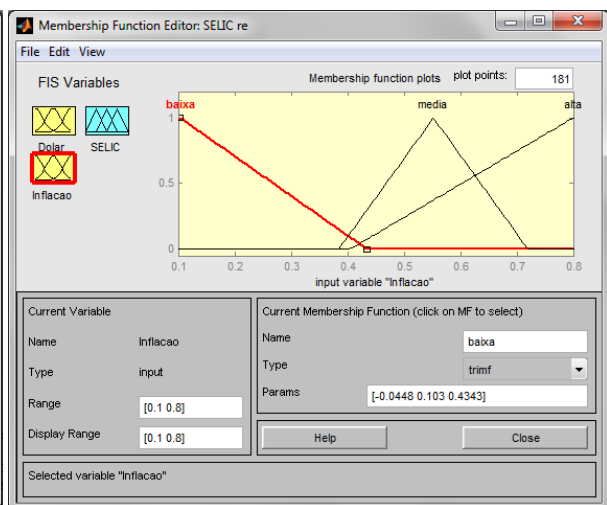 Membership Function Editor: SELIC re
File Edit View
FIS Variables
Dolar SELIC
Inflacao
Membership function plots plot points: 181
baixa media alta
1
0.5
0
0.1 0.2 0.3 0.4 0.5 0.6 0.7 0.8
input variable "Inflacao"
Current Variable
Name Inflacao
Type input
Range [0.1 0.8]
Display Range [0.1 0.8]
Current Membership Function (click on MF to select)
Name baixa
Type trimf
Params [-0.0448 0.103 0.4343]
Help Close
Selected variable "Inflacao"